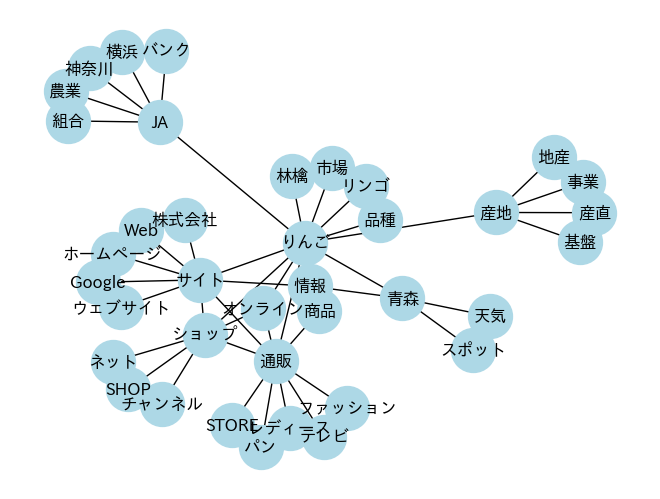 横浜
バンク
神奈川
農業
組合
JA
地産
市場
林檎
リンゴ
事業
品種
産地
産直
株式会社
Web
りんご
基盤
ホームページ
サイト
Google
情報
青森
ウェブサイト
オンライン
商品
天気
ショップ
スポット
ネット
通販
SHOP
チャンネル
ファッション
STORE
レディース
テレビ
パン